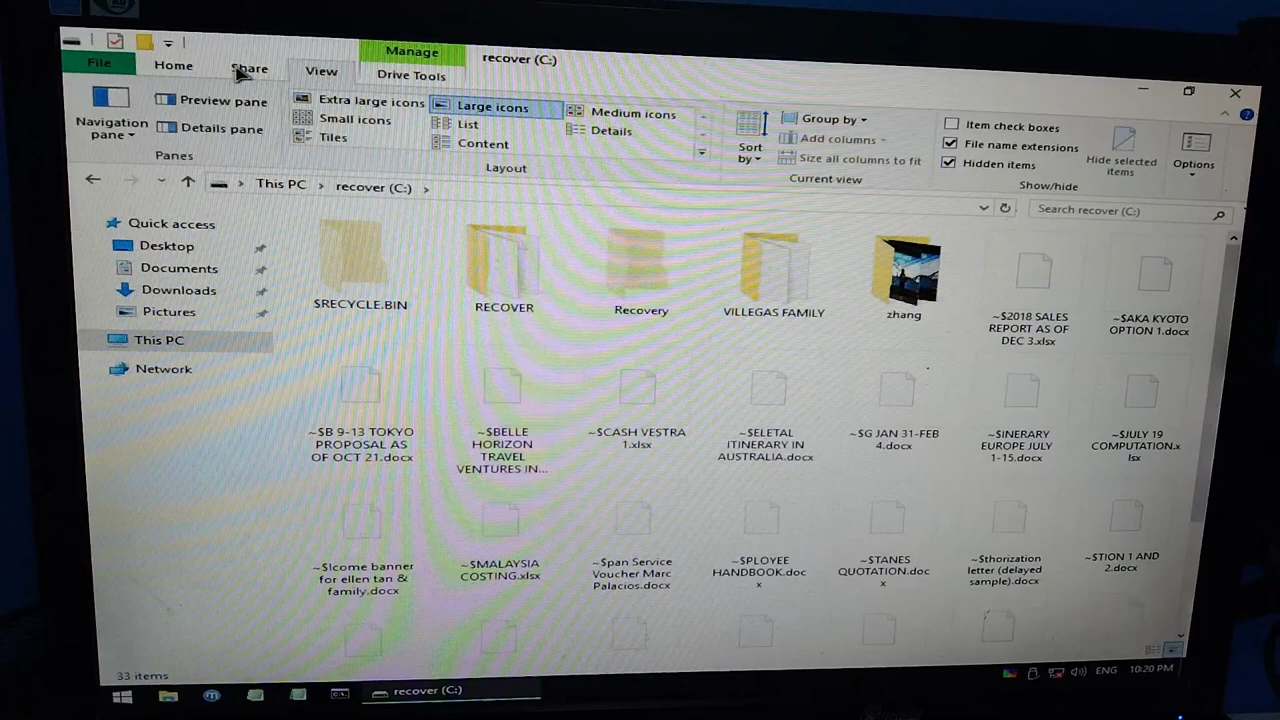 Manage
recover (C:)
File
Home
Share
View
Drive Tools
Navigation
pane
Preview pane
Details pane
Panes
Extra large icons
Large icons
Medium icons
Small icons
List
Details
Tiles
Content
Layout
Sort
by
Group by
Add columns
Size all columns to fit
Current view
Item check boxes
File name extensions
Hidden items
Hide selected
items
Show/hide
Options
This PC
recover (C:)
Search recover (C:)
Quick access
Desktop
Documents
Downloads
Pictures
This PC
Network
$RECYCLE.BIN
RECOVER
Recovery
VILLEGAS FAMILY
zhang
~$2018 SALES
REPORT AS OF
DEC 3.xlsx
~$AKA KYOTO
OPTION 1.docx
~$B 9-13 TOKYO
PROPOSAL AS
OF OCT 21.docx
~$BELLE
HORIZON
TRAVEL
VENTURES IN...
~$CASH VESTRA
1.xlsx
~$ELETAL
ITINERARY IN
AUSTRALIA.docx
~$G JAN 31-FEB
4.docx
~$INERARY
EUROPE JULY
1-15.docx
~$JULY 19
COMPUTATION.x
lsx
~$lcome banner
for ellen tan &
family.docx
~$MALAYSIA
COSTING.xlsx
~$pan Service
Voucher Marc
Palacios.docx
~$PLOYEE
HANDBOOK.doc
x
~$TANES
QUOTATION.doc
x
~$thorization
letter (delayed
sample).docx
~$TION 1 AND
2.docx
33 items
recover (C:)
ENG
10:20 PM